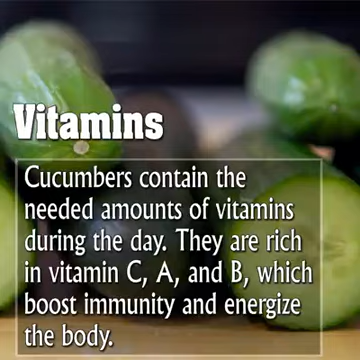 Vitamins
Cucumbers contain the
needed amounts of vitamins
during the day. They are rich
in vitamin C, A, and B, which
boost immunity and energize
the body.